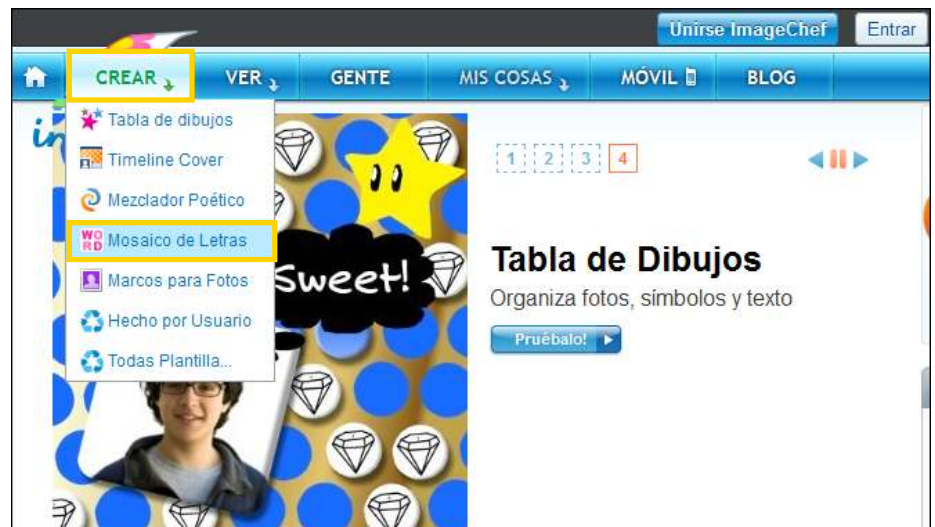 Unirse ImageChef Entrar
CREAR VER GENTE MIS COSAS MÓVIL BLOG
Tabla de dibujos
Timeline Cover
Mezclador Poético
WORD Mosaico de Letras
Marcos para Fotos
Hecho por Usuario
Todas Plantilla...
Sweet!
1 2 3 4
Tabla de Dibujos
Organiza fotos, símbolos y texto
Pruébalo!